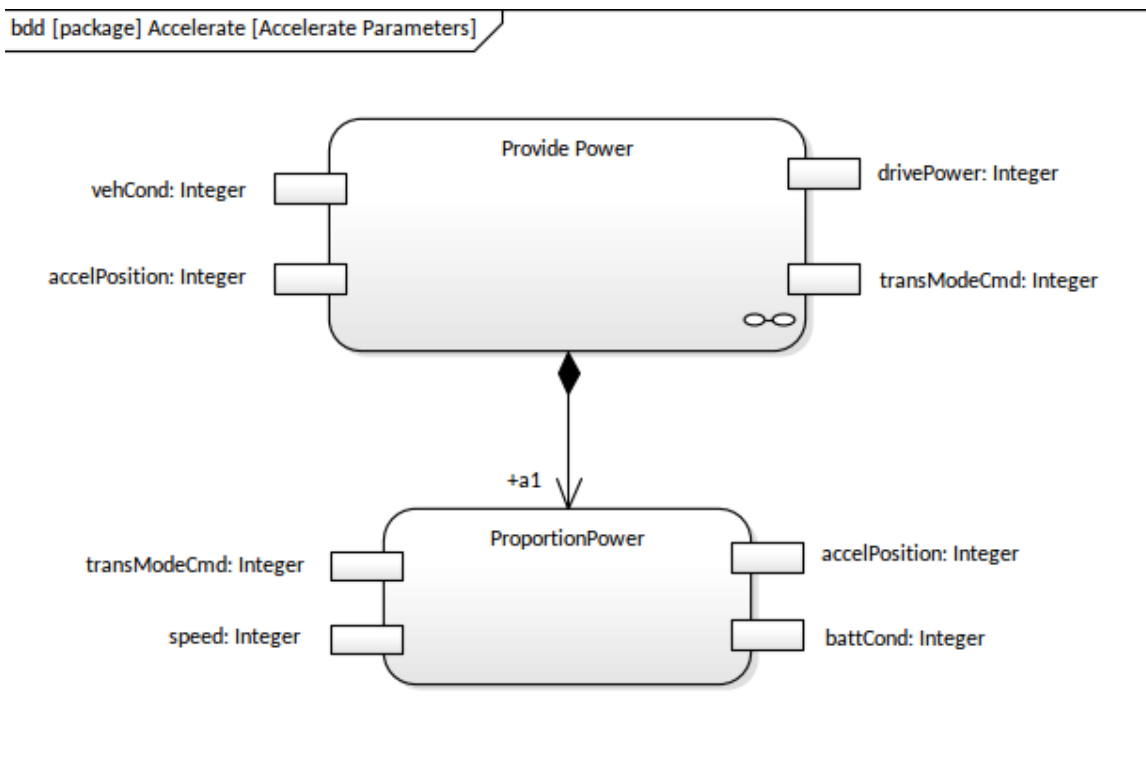 bdd [package] Accelerate [Accelerate Parameters]
Provide Power
vehCond: Integer
drivePower: Integer
accelPosition: Integer
transModeCmd: Integer
+a1
ProportionPower
transModeCmd: Integer
accelPosition: Integer
speed: Integer
battCond: Integer